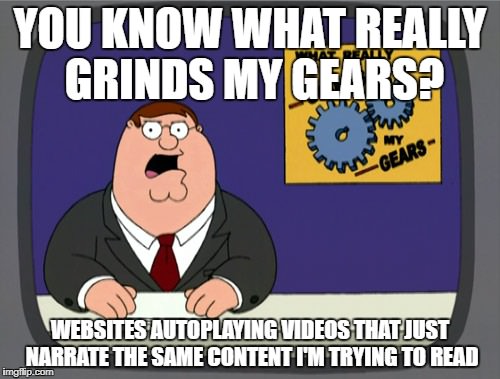 YOU KNOW WHAT REALLY
GRINDS MY GEARS?
WHAT REALLY
MY
GEARS
WEBSITES AUTOPLAYING VIDEOS THAT JUST
NARRATE THE SAME CONTENT I'M TRYING TO READ
imgflip.com